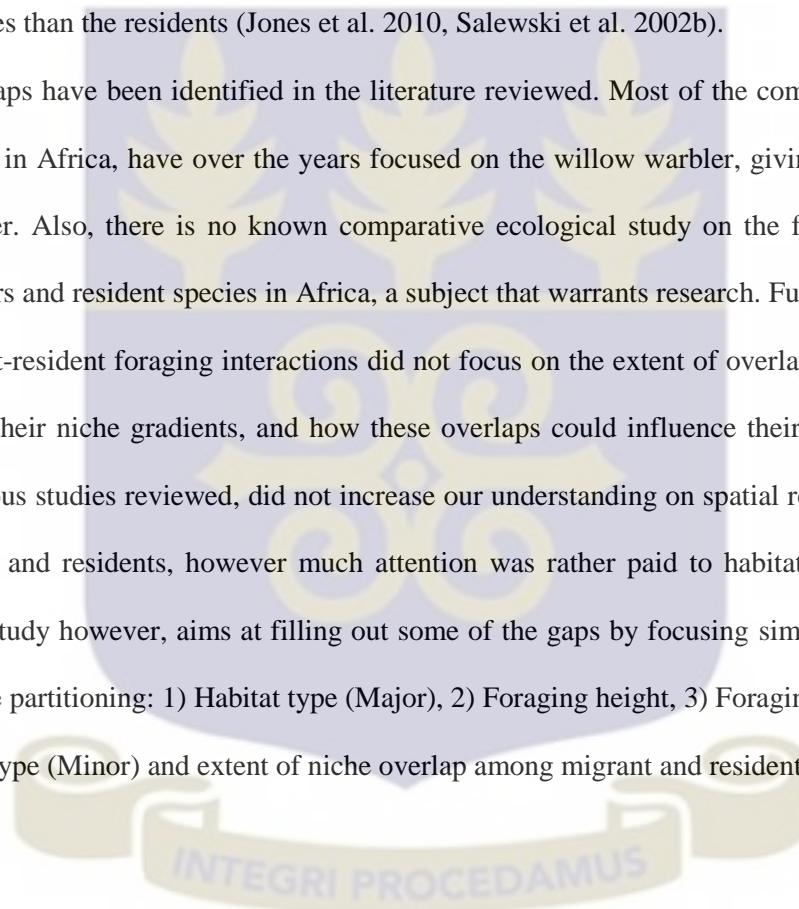 es than the residents (Jones et al. 2010, Salewski et al. 2002b).
aps have been identified in the literature reviewed. Most of the com
in Africa, have over the years focused on the willow warbler, givin
er. Also, there is no known comparative ecological study on the f
rs and resident species in Africa, a subject that warrants research. Fu
t-resident foraging interactions did not focus on the extent of overla
heir niche gradients, and how these overlaps could influence their
ous studies reviewed, did not increase our understanding on spatial re
and residents, however much attention was rather paid to habitat
tudy however, aims at filling out some of the gaps by focusing sim
e partitioning: 1) Habitat type (Major), 2) Foraging height, 3) Foragin
ype (Minor) and extent of niche overlap among migrant and resident
INTEGRI PROCEDAMUS